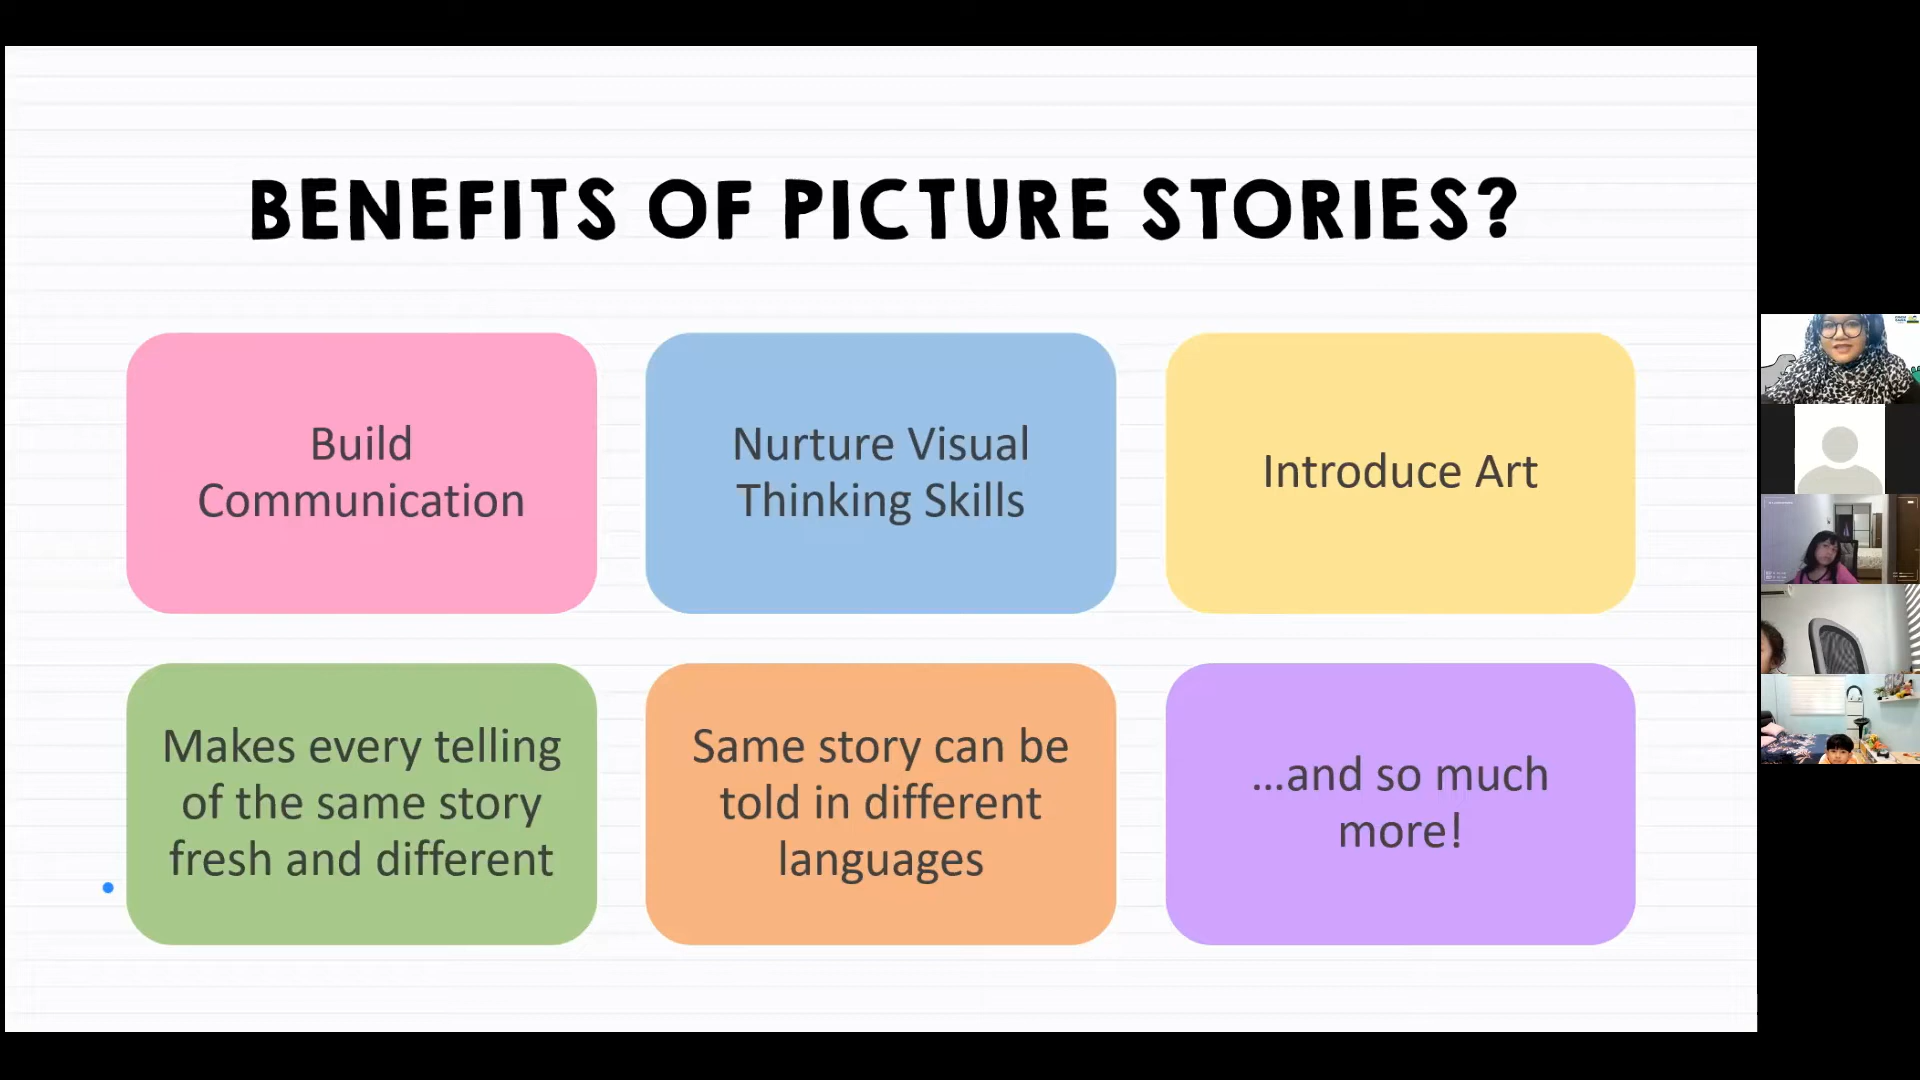 BENEFITS OF PICTURE STORIES?
Build
Communication
Nurture Visual
Thinking Skills
Introduce Art
Makes every telling
of the same story
fresh and different
Same story can be
told in different
languages
...and so much
more!